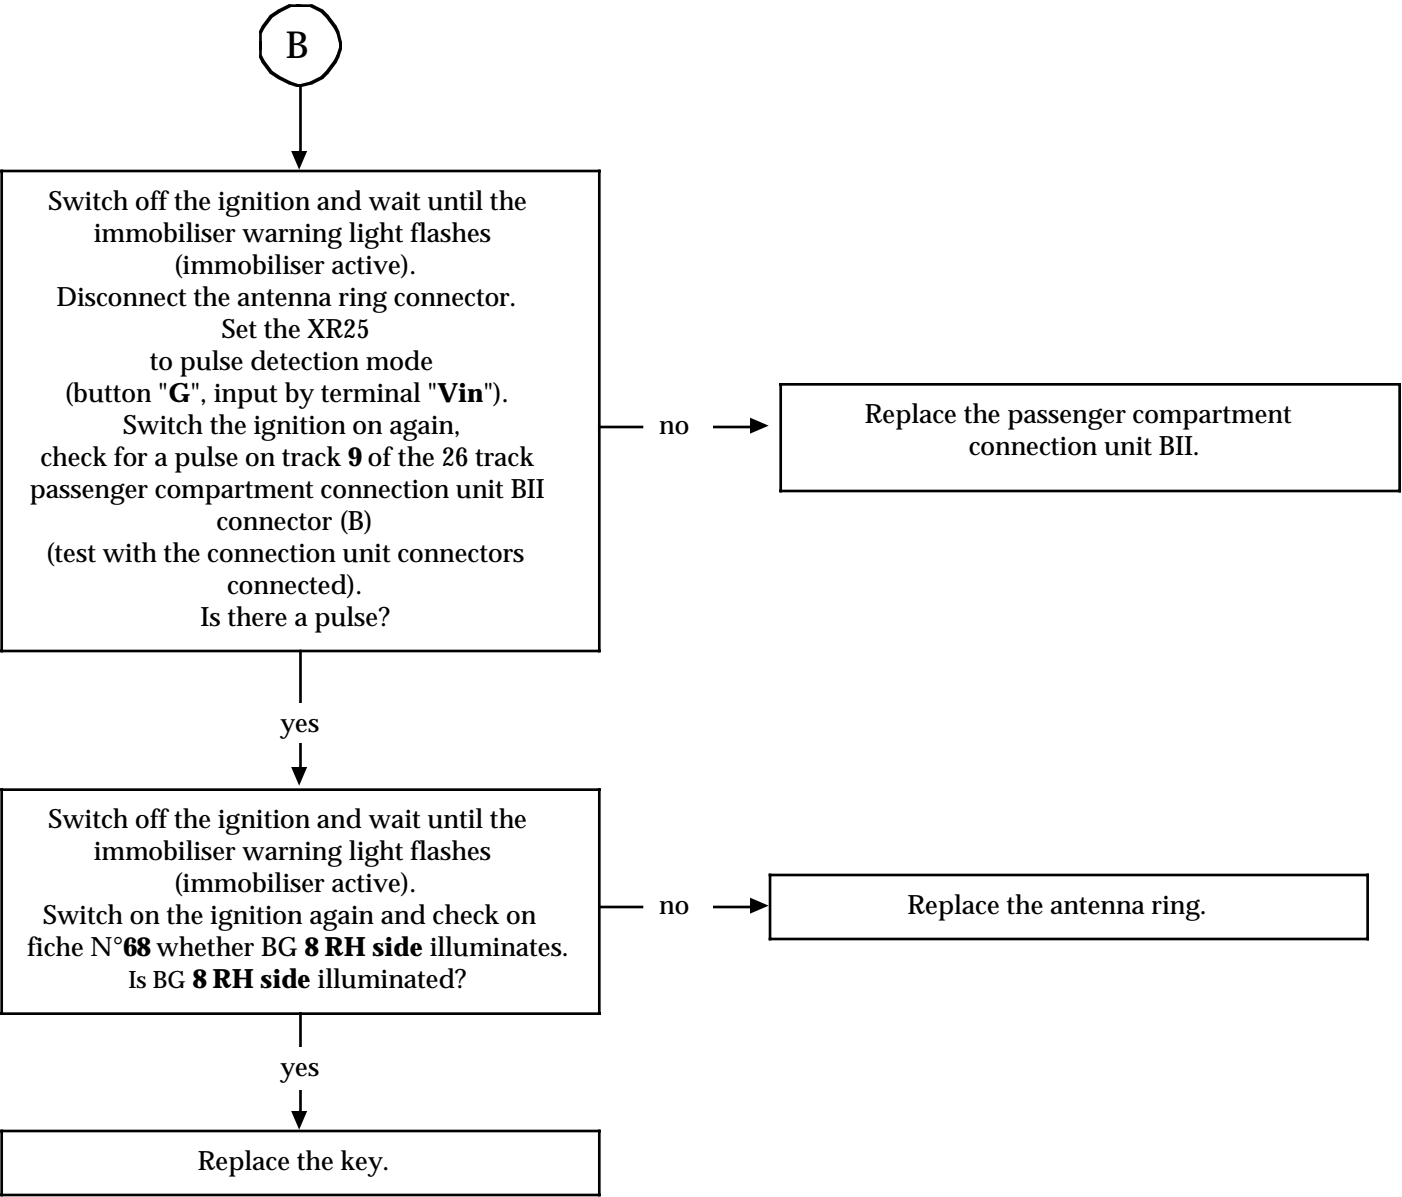 B
Switch off the ignition and wait until the
immobiliser warning light flashes
(immobiliser active).
Disconnect the antenna ring connector.
Set the XR25
to pulse detection mode
(button "G", input by terminal "Vin").
Switch the ignition on again,
check for a pulse on track 9 of the 26 track
passenger compartment connection unit BII
connector (B)
(test with the connection unit connectors
connected).
Is there a pulse?
no
Replace the passenger compartment
connection unit BII.
yes
Switch off the ignition and wait until the
immobiliser warning light flashes
(immobiliser active).
Switch on the ignition again and check on
fiche N°68 whether BG 8 RH side illuminates.
Is BG 8 RH side illuminated?
no
Replace the antenna ring.
yes
Replace the key.